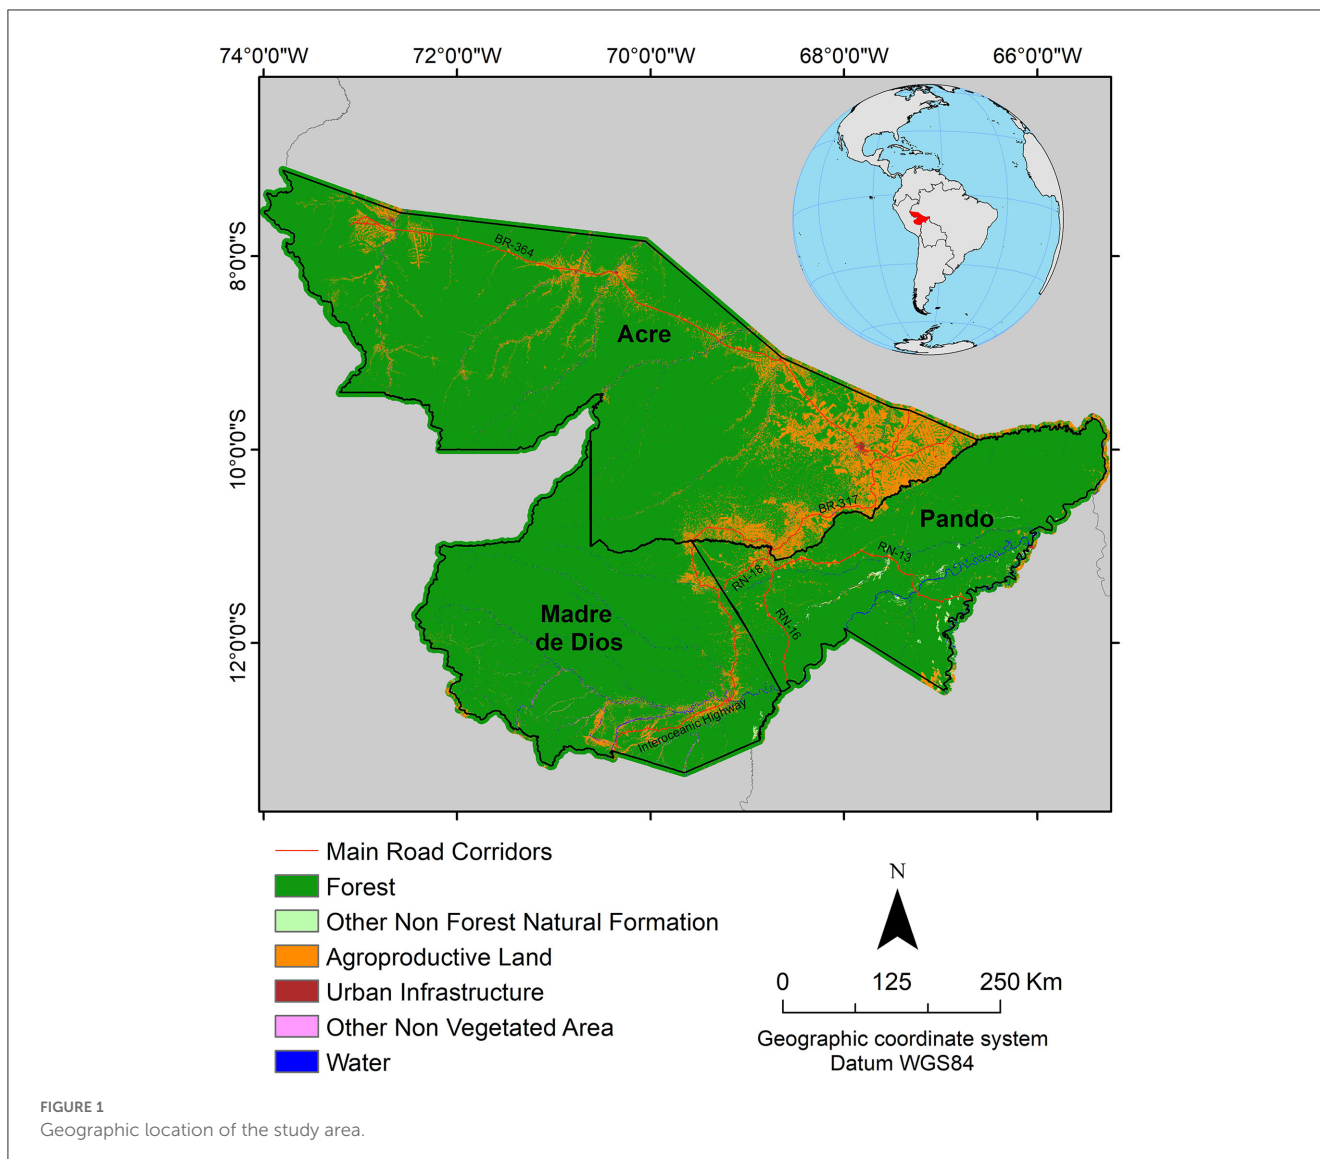 74°0'0"W
72°0'0"W
70°0'0"W
68°0'0"W
66°0'0"W
8°0'0"S
10°0'0"S
12°0'0"S
BR-364
Acre
BR-317
Pando
RN-13
RN-18
RN-16
Madre
de Dios
Interoceanic Highway
Main Road Corridors
Forest
Other Non Forest Natural Formation
Agroproductive Land
Urban Infrastructure
Other Non Vegetated Area
Water
N
0 125 250 Km
Geographic coordinate system
Datum WGS84
FIGURE 1
Geographic location of the study area.